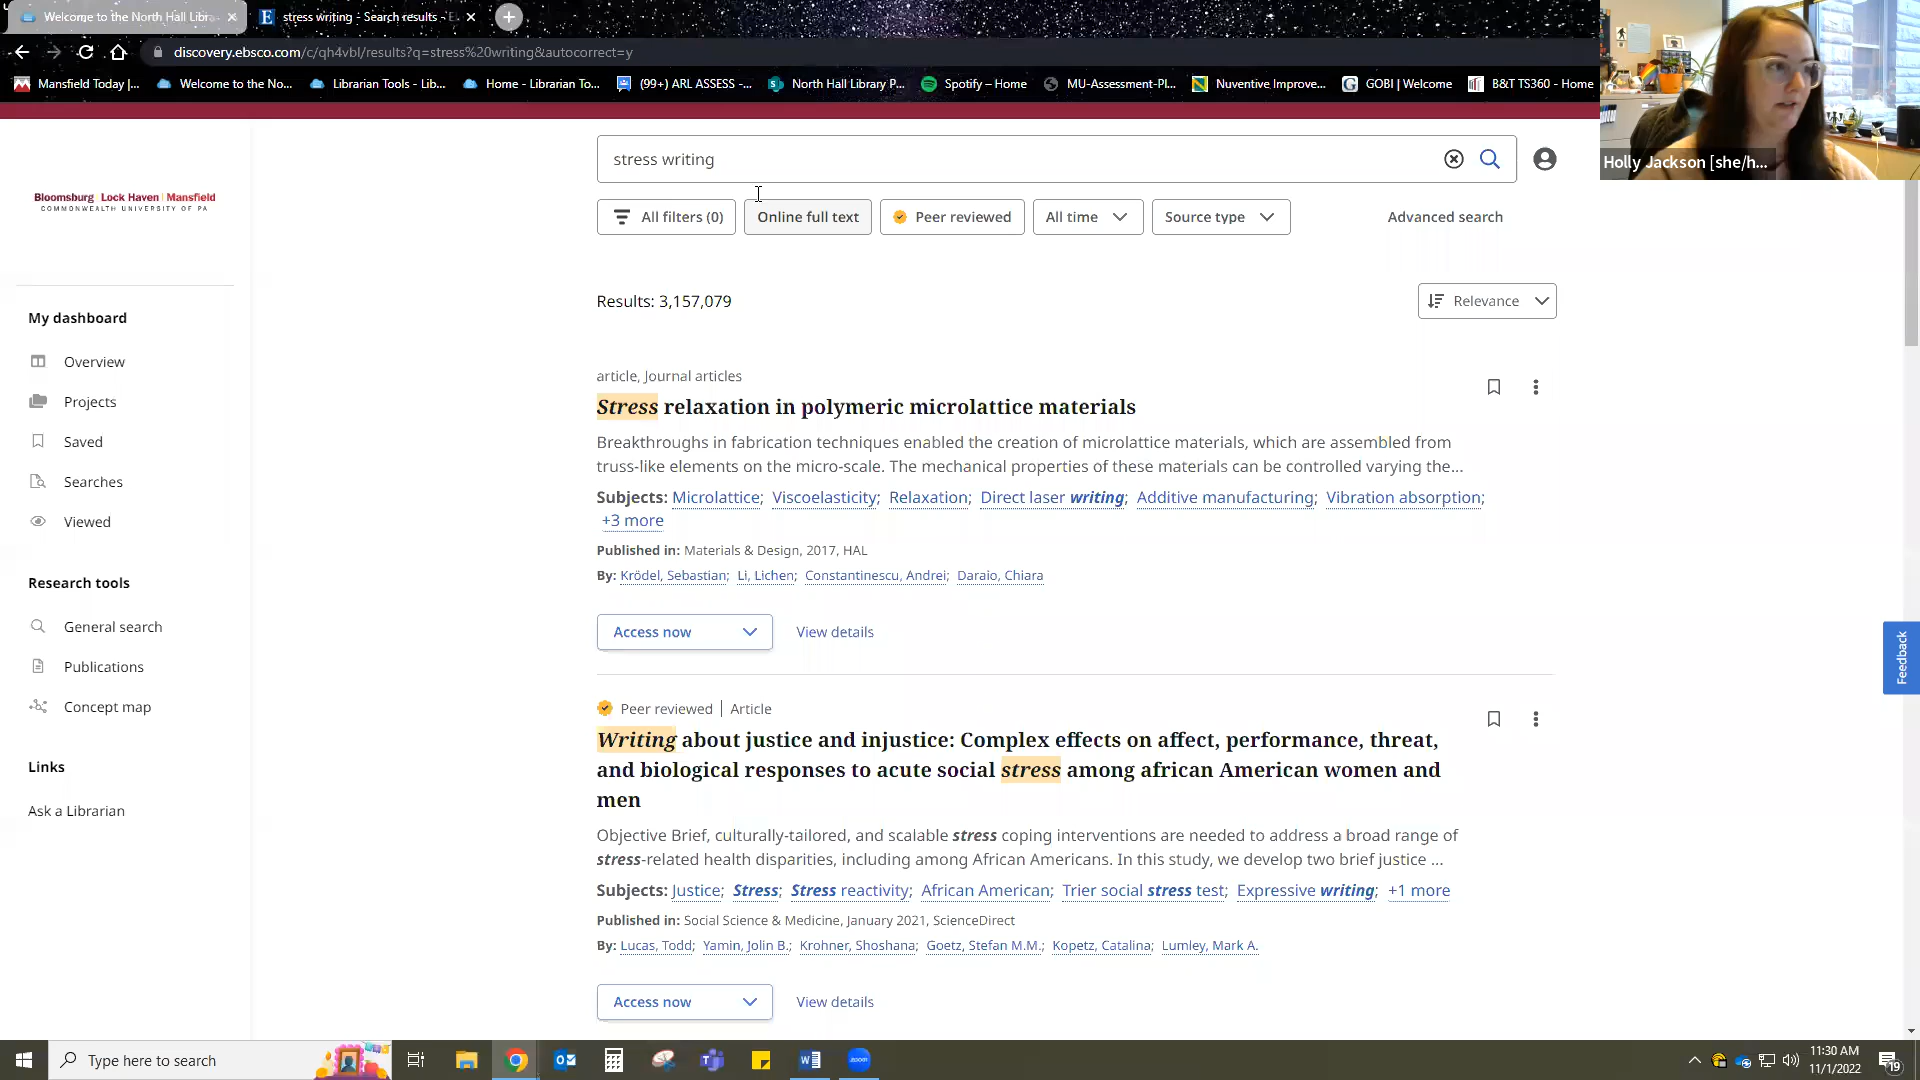 Welcome to the North Hall Libr
stress writing - Search results - E
discovery.ebsco.com/c/qh4vbl/results?q=stress%20writing&autocorrect=y
Mansfield Today |...
Welcome to the No...
Librarian Tools - Lib...
Home - Librarian To...
(99+) ARL ASSESS -...
North Hall Library P...
Spotify – Home
MU-Assessment-Pl...
Nuventive Improve...
GOBI | Welcome
B&T TS360 - Home
Holly Jackson [she/h...
stress writing
Bloomsburg Lock Haven Mansfield
COMMONWEALTH UNIVERSITY OF PA
All filters (0)
Online full text
Peer reviewed
All time
Source type
Advanced search
Results: 3,157,079
Relevance
My dashboard
Overview
Projects
Saved
Searches
Viewed
Research tools
General search
Publications
Concept map
Links
Ask a Librarian
article, Journal articles
Stress relaxation in polymeric microlattice materials
Breakthroughs in fabrication techniques enabled the creation of microlattice materials, which are assembled from
truss-like elements on the micro-scale. The mechanical properties of these materials can be controlled varying the...
Subjects: Microlattice; Viscoelasticity; Relaxation; Direct laser writing; Additive manufacturing; Vibration absorption;
+3 more
Published in: Materials & Design, 2017, HAL
By: Krödel, Sebastian; Li, Lichen; Constantinescu, Andrei; Daraio, Chiara
Access now
View details
Peer reviewed | Article
Writing about justice and injustice: Complex effects on affect, performance, threat,
and biological responses to acute social stress among african American women and
men
Objective Brief, culturally-tailored, and scalable stress coping interventions are needed to address a broad range of
stress-related health disparities, including among African Americans. In this study, we develop two brief justice ...
Subjects: Justice; Stress; Stress reactivity; African American; Trier social stress test; Expressive writing; +1 more
Published in: Social Science & Medicine, January 2021, ScienceDirect
By: Lucas, Todd; Yamin, Jolin B.; Krohner, Shoshana; Goetz, Stefan M.M.; Kopetz, Catalina; Lumley, Mark A.
Access now
View details
Feedback
Type here to search
zoom
11:30 AM
11/1/2022
19